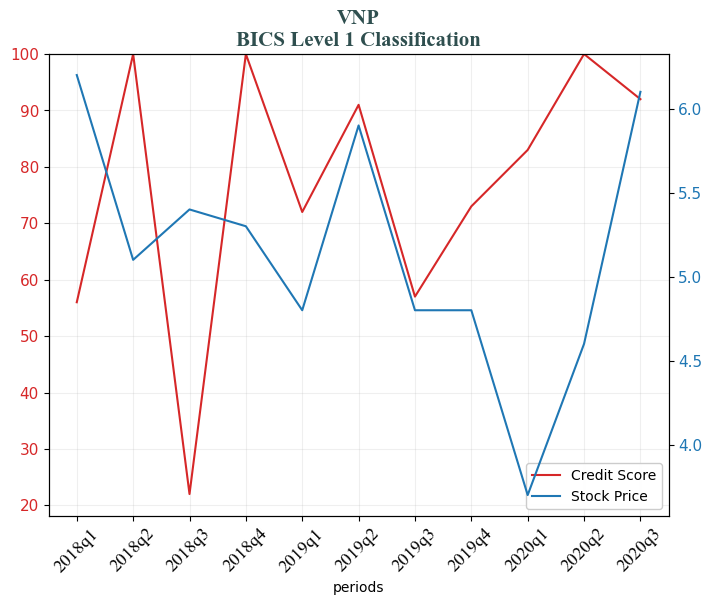 VNP
BICS Level 1 Classification
100
90
80
70
60
50
40
30
20
6.0
5.5
5.0
4.5
4.0
Credit Score
Stock Price
2018q1
2018q2
2018q3
2018q4
2019q1
2019q2
2019q3
2019q4
2020q1
2020q2
2020q3
periods